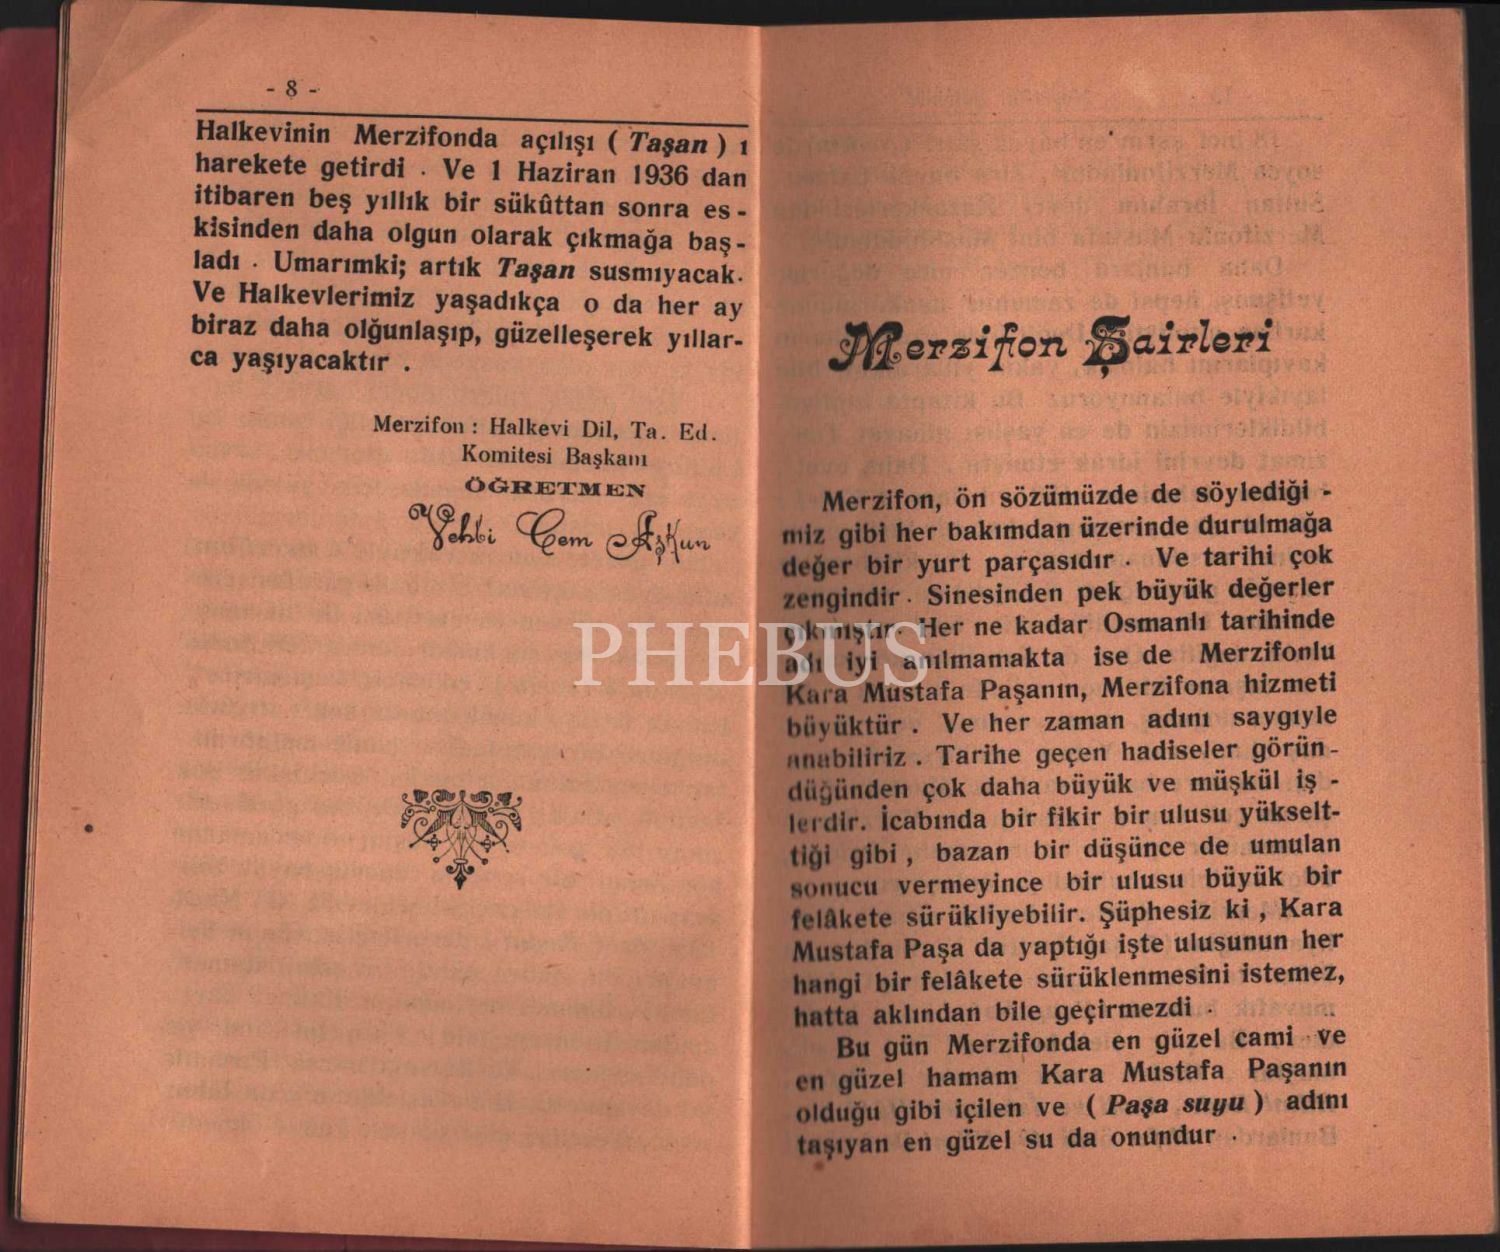 - 8 -
Halkevinin Merzifonda açılışı ( Taşan ) ı
harekete getirdi . Ve 1 Haziran 1936 dan
itibaren beş yıllık bir sükûttan sonra es -
kisinden daha olgun olarak çıkmağa baş -
ladı . Umarımki; artık Taşan susmıyacak.
Ve Halkevlerimiz yaşadıkça o da her ay
biraz daha olğunlaşıp, güzelleşerek yıllar-
ca yaşıyacaktır .
Merzifon : Halkevi Dil, Ta. Ed.
Komitesi Başkanı
ÖĞRETMEN
Vehbi Cem Aşkun
Merzifon Şairleri
Merzifon, ön sözümüzde de söylediği -
miz gibi her bakımdan üzerinde durulmağa
değer bir yurt parçasıdır . Ve tarihi çok
zengindir . Sinesinden pek büyük değerler
çıkmıştır. Her ne kadar Osmanlı tarihinde
adı iyi anılmamakta ise de Merzifonlu
Kara Mustafa Paşanın, Merzifona hizmeti
büyüktür . Ve her zaman adını saygıyle
anabiliriz . Tarihe geçen hadiseler görün -
düğünden çok daha büyük ve müşkül iş -
lerdir. İcabında bir fikir bir ulusu yükselt-
tiği gibi , bazan bir düşünce de umulan
sonucu vermeyince bir ulusu büyük bir
felâkete sürükliyebilir. Şüphesiz ki , Kara
Mustafa Paşa da yaptığı işte ulusunun her
hangi bir felâkete sürüklenmesini istemez,
hatta aklından bile geçirmezdi .
Bu gün Merzifonda en güzel cami ve
en güzel hamam Kara Mustafa Paşanın
olduğu gibi içilen ve ( Paşa suyu ) adını
taşıyan en güzel su da onundur .
PHEBUS